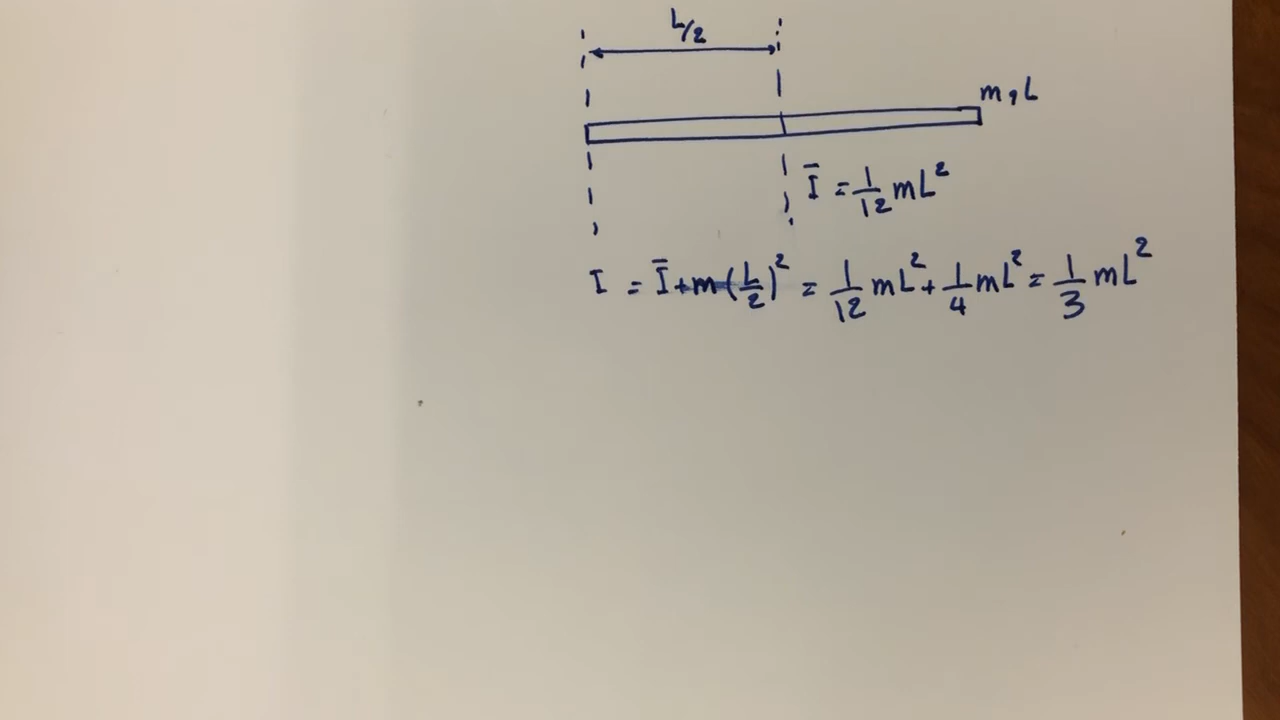 L/2
m, L
Ī = 1/12 mL²
I = Ī + m(L/2)² = 1/12 mL² + 1/4 mL² = 1/3 mL²